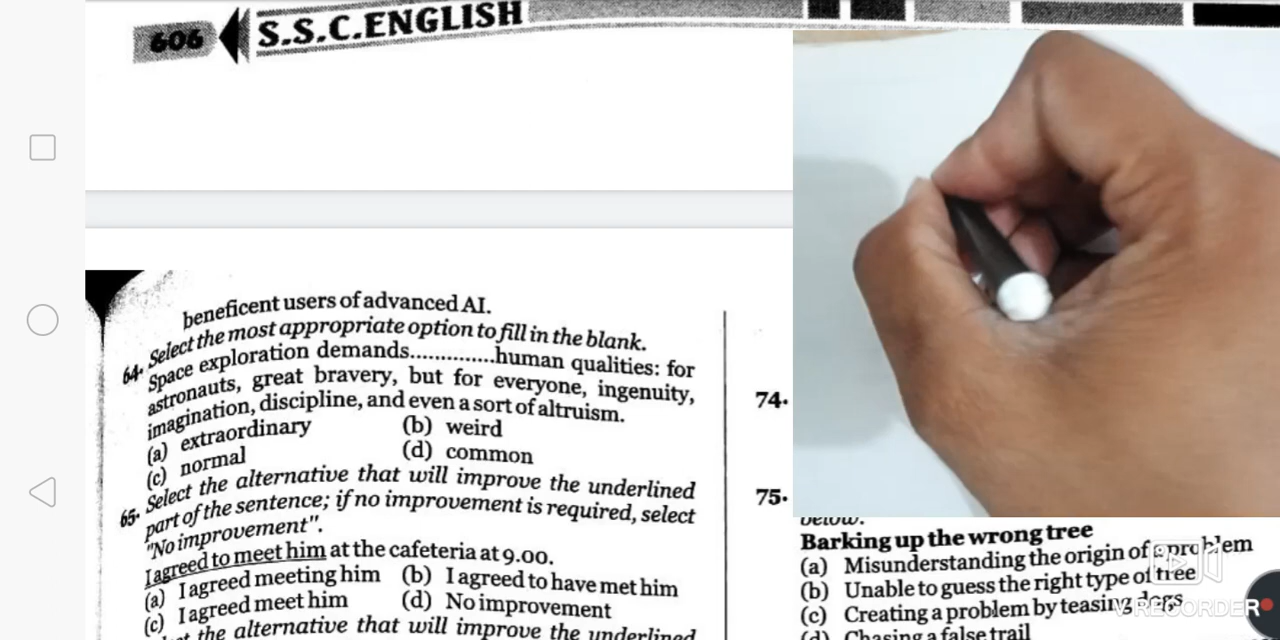 606 S.S.C.ENGLISH
beneficent users of advanced AI.
64. Select the most appropriate option to fill in the blank.
Space exploration demands..............human qualities: for
astronauts, great bravery, but for everyone, ingenuity,
imagination, discipline, and even a sort of altruism.
(a) extraordinary (b) weird
(c) normal (d) common
65. Select the alternative that will improve the underlined
part of the sentence; if no improvement is required, select
"No improvement".
I agreed to meet him at the cafeteria at 9.00.
(a) I agreed meeting him (b) I agreed to have met him
(c) I agreed meet him (d) No improvement
the alternative that will improve the underlined
74.
75.
below.
Barking up the wrong tree
(a) Misunderstanding the origin of a problem
(b) Unable to guess the right type of tree
(c) Creating a problem by teasing dogs
(d) Chasing a false trail
V RECORDER